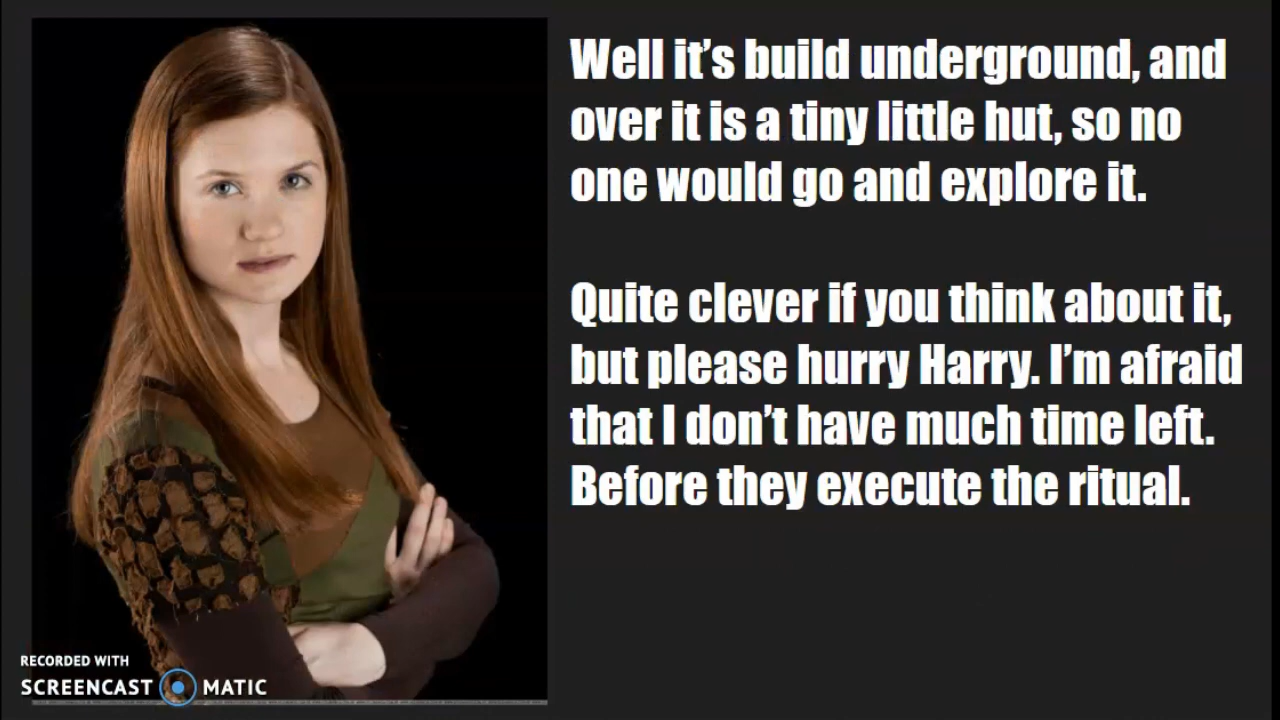 Well it's build underground, and
over it is a tiny little hut, so no
one would go and explore it.
Quite clever if you think about it,
but please hurry Harry. I'm afraid
that I don't have much time left.
Before they execute the ritual.
RECORDED WITH
SCREENCAST MATIC